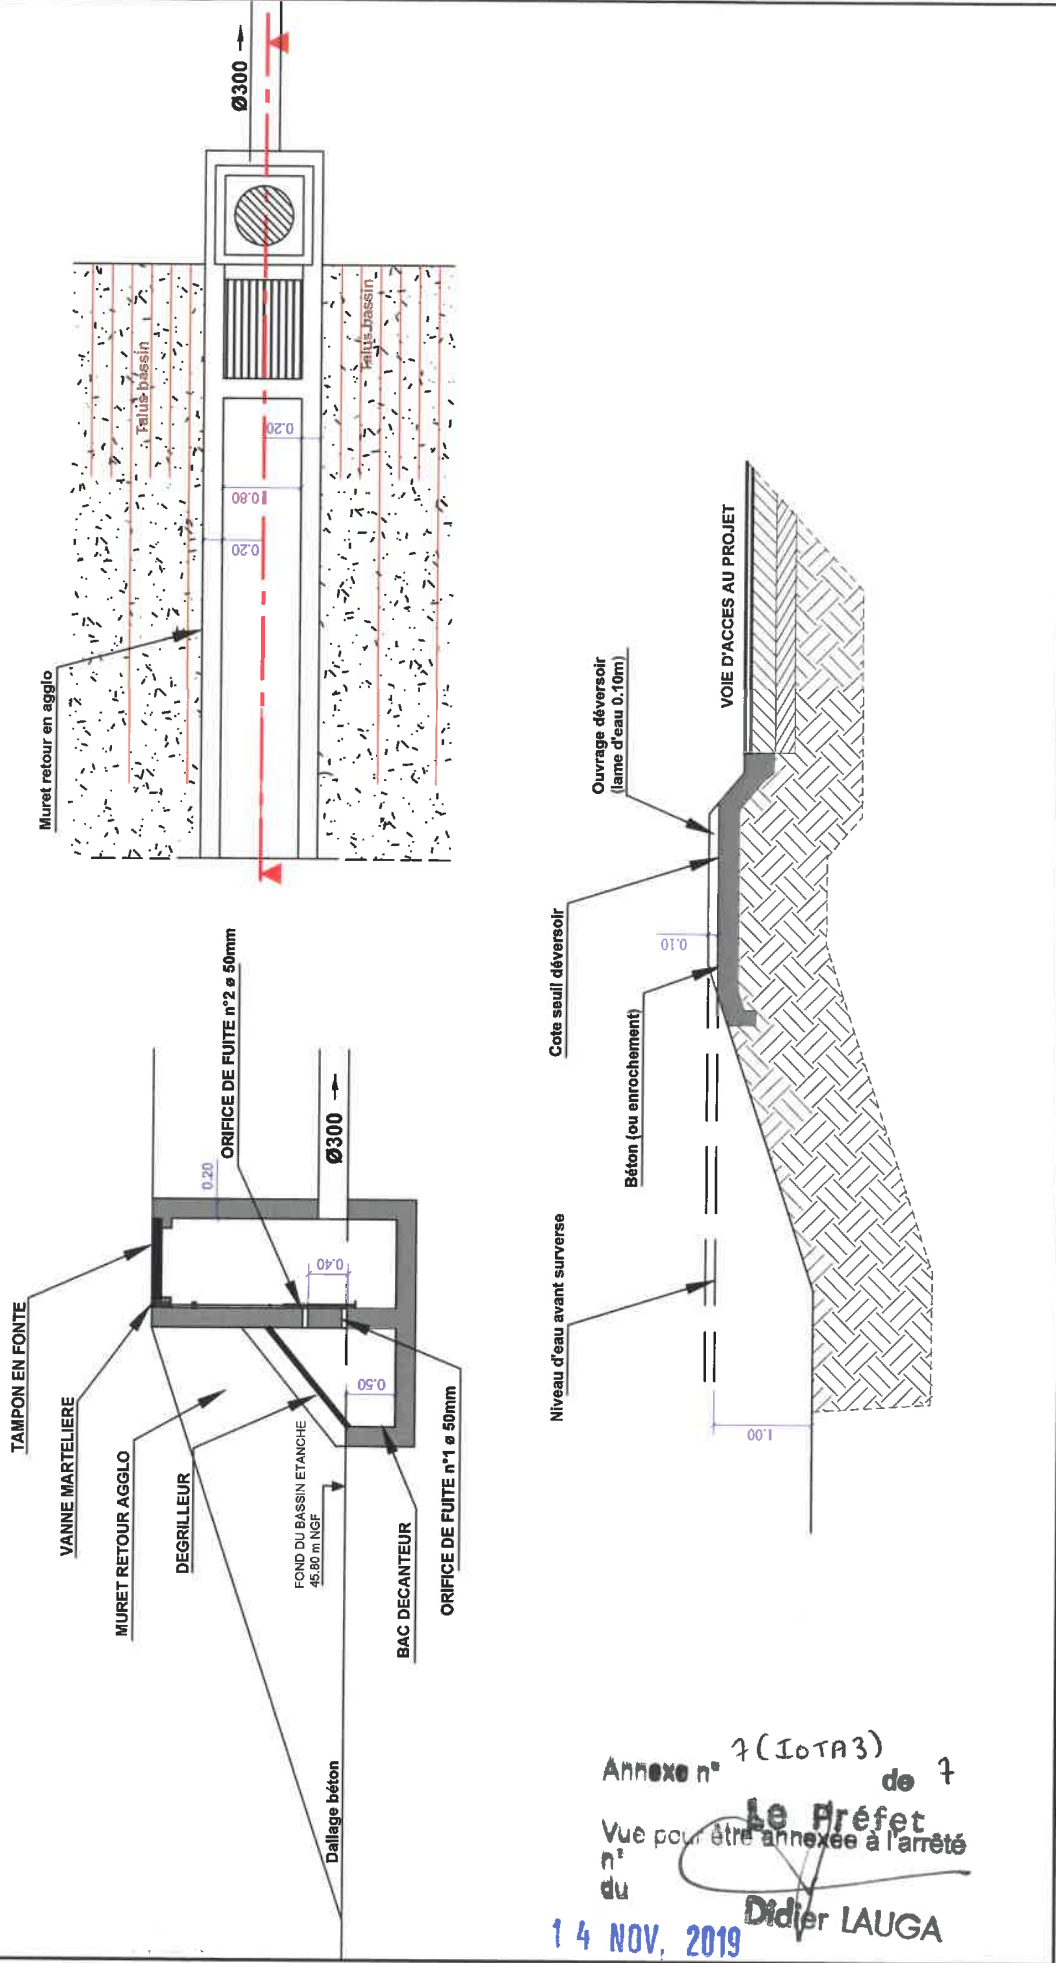 Ø300
Talus bassin
Talus bassin
0.20
0.80
0.20
Muret retour en agglo
TAMPON EN FONTE
VANNE MARTELIERE
MURET RETOUR AGGLO
DEGRILLEUR
FOND DU BASSIN ETANCHE
45.80 m NGF
BAC DECANTEUR
ORIFICE DE FUITE n°1 ø 50mm
ORIFICE DE FUITE n°2 ø 50mm
Ø300
0.20
0.40
0.50
Dallage béton
Niveau d'eau avant surverse
Béton (ou enrochement)
Cote seuil déversoir
Ouvrage déversoir
(lame d'eau 0.10m)
VOIE D'ACCES AU PROJET
0.10
1.00
Annexe n° 7 (IOTA3) de 7
Le Préfet
Vue pour être annexée à l'arrêté
n°
du
Didier LAUGA
14 NOV. 2019